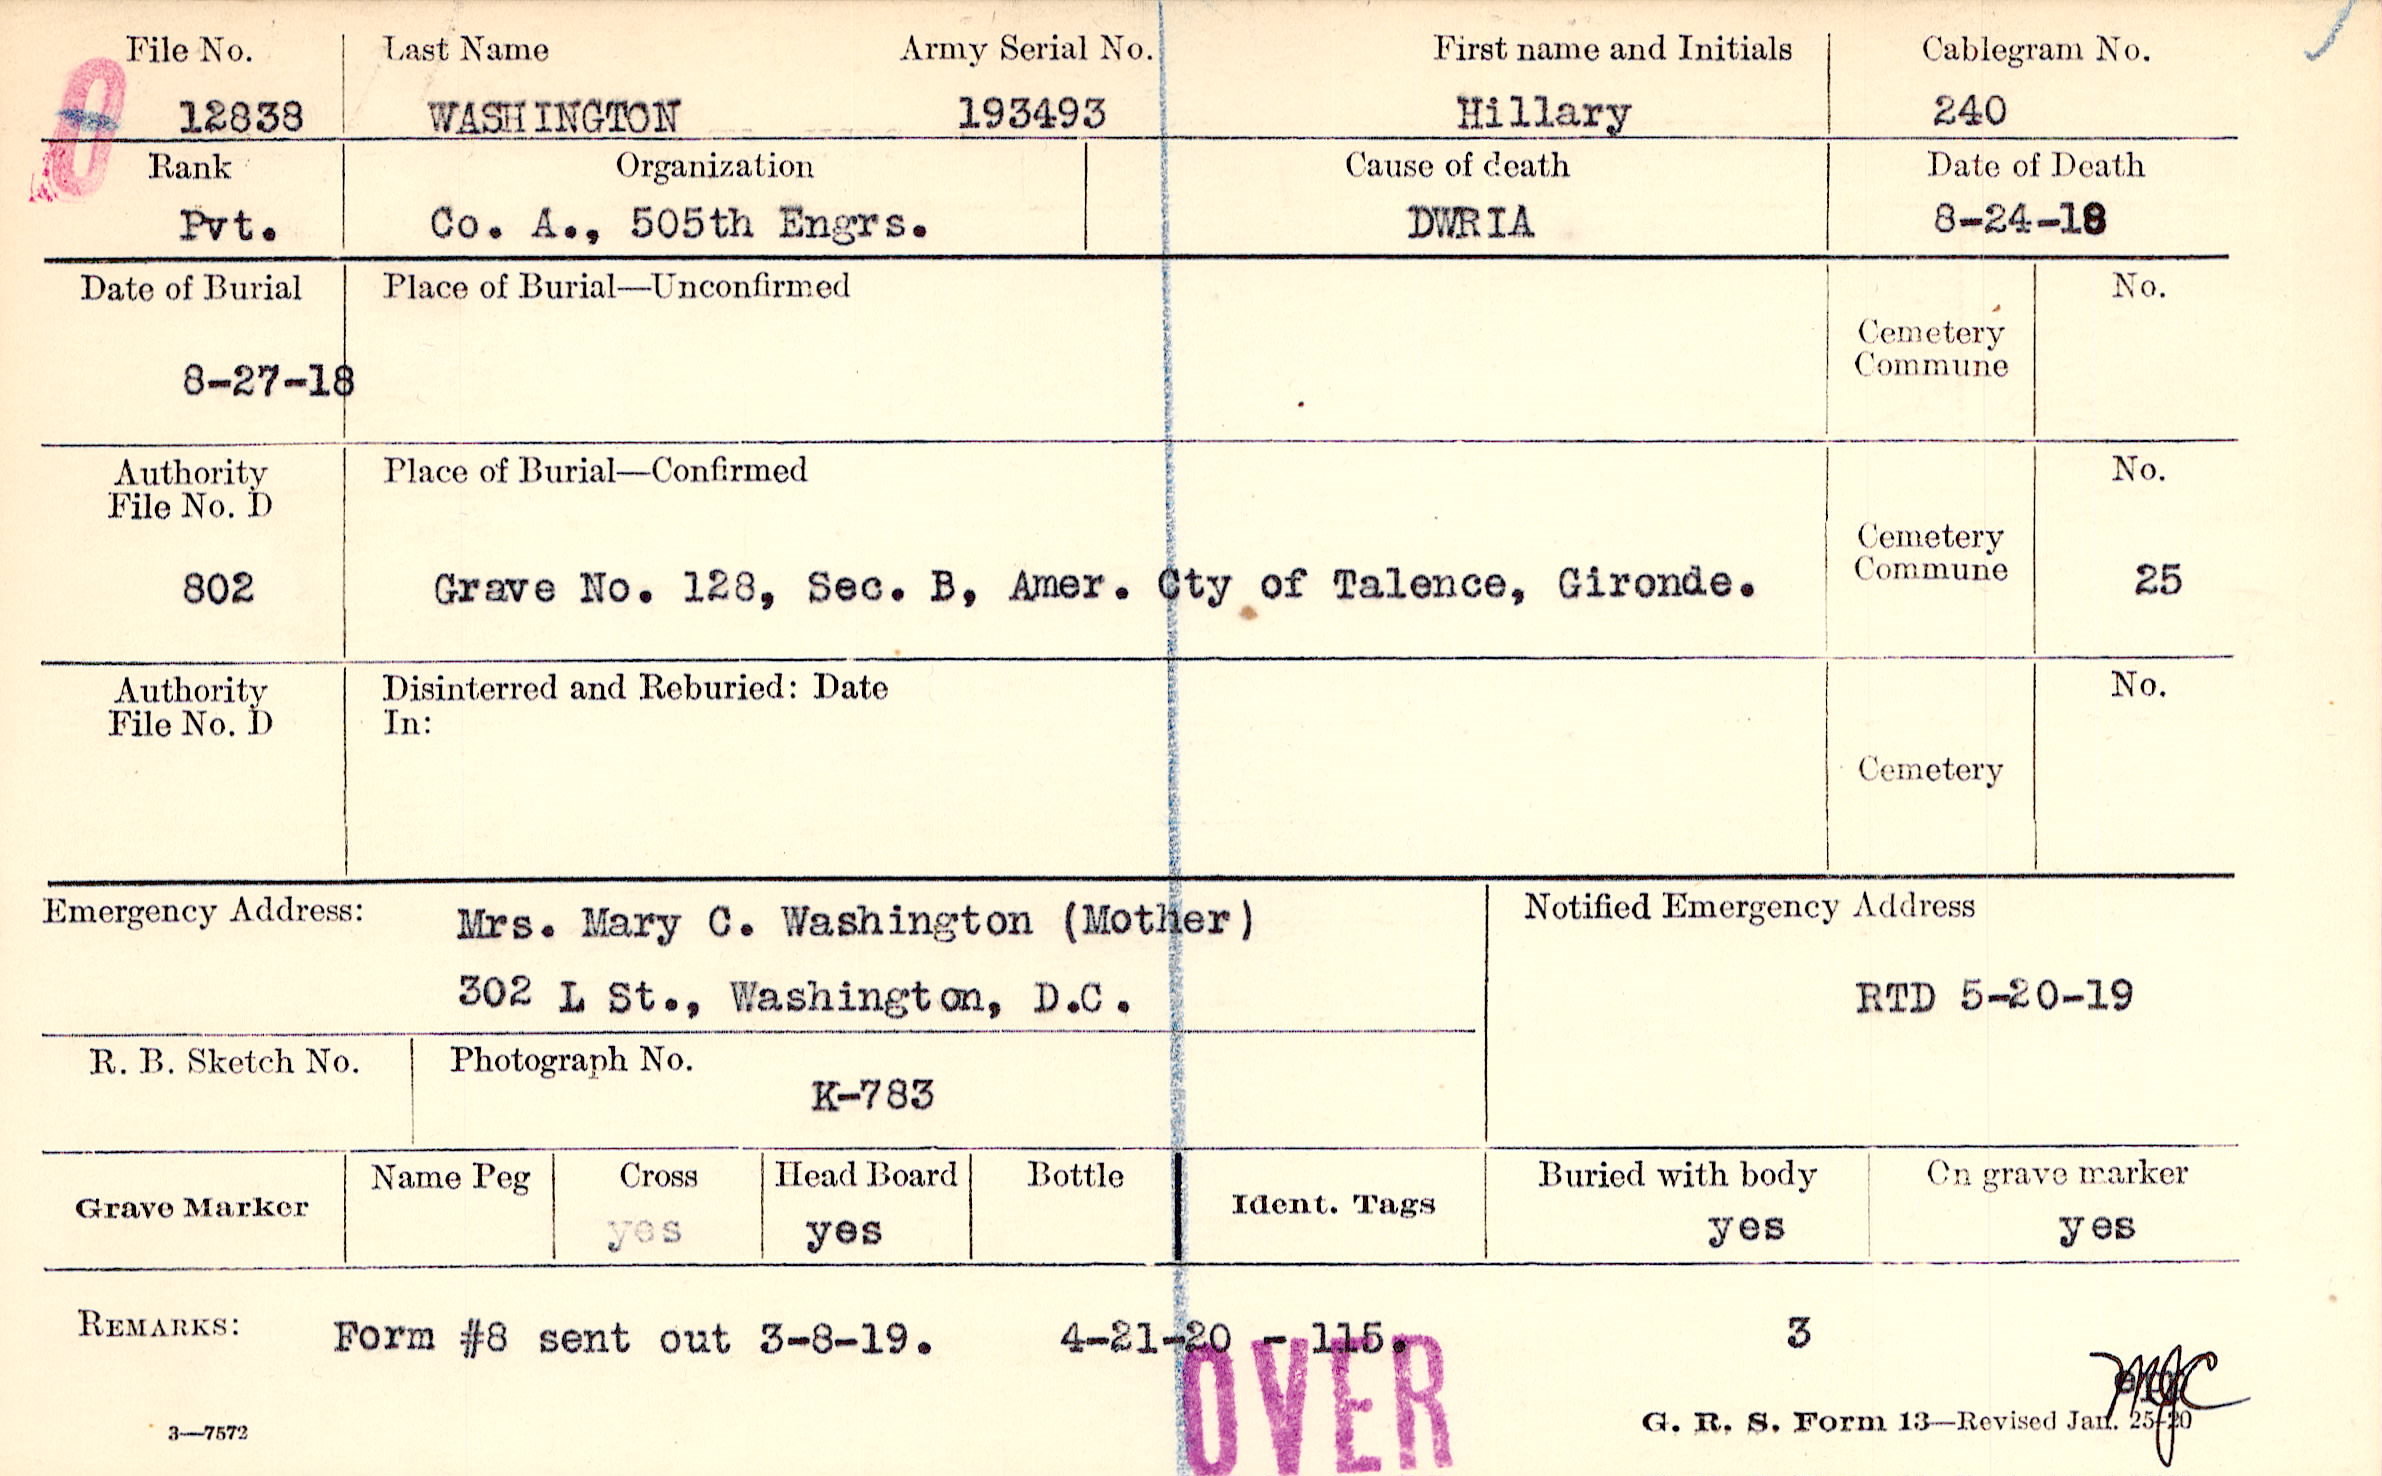 File No. Last Name Army Serial No. First name and Initials Cablegram No.
0 12838 WASHINGTON 193493 Hillary 240
Rank Organization Cause of death Date of Death
Pvt. Co. A., 505th Engrs. DWRIA 8-24-18
Date of Burial Place of Burial—Unconfirmed No.
Cemetery
Commune
8-27-18
Authority Place of Burial—Confirmed No.
File No. D
Cemetery
Commune
802 Grave No. 128, Sec. B, Amer. Cty of Talence, Gironde. 25
Authority Disinterred and Reburied: Date No.
File No. D In:
Cemetery
Emergency Address: Mrs. Mary C. Washington (Mother) Notified Emergency Address
302 L St., Washington, D.C. RTD 5-20-19
R. B. Sketch No. Photograph No.
K-783
Grave Marker Name Peg Cross Head Board Bottle Ident. Tags Buried with body On grave marker
yes yes yes yes
REMARKS: Form #8 sent out 3-8-19. 4-21-20 - 115. 3
OVER
G. R. S. Form 13—Revised Jan. 25-20
3—7572